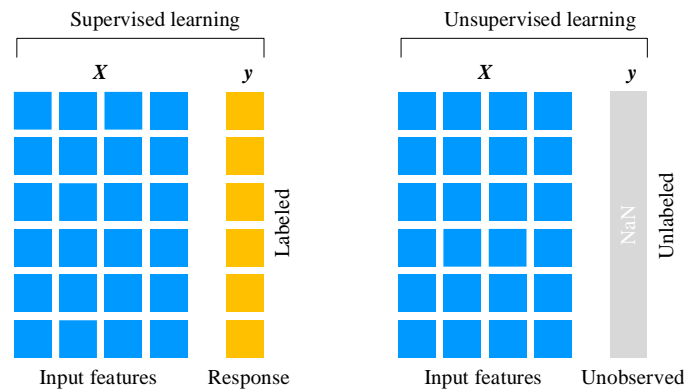 Supervised learning
X
y
Labeled
Input features
Response
Unsupervised learning
X
y
NaN
Unlabeled
Input features
Unobserved